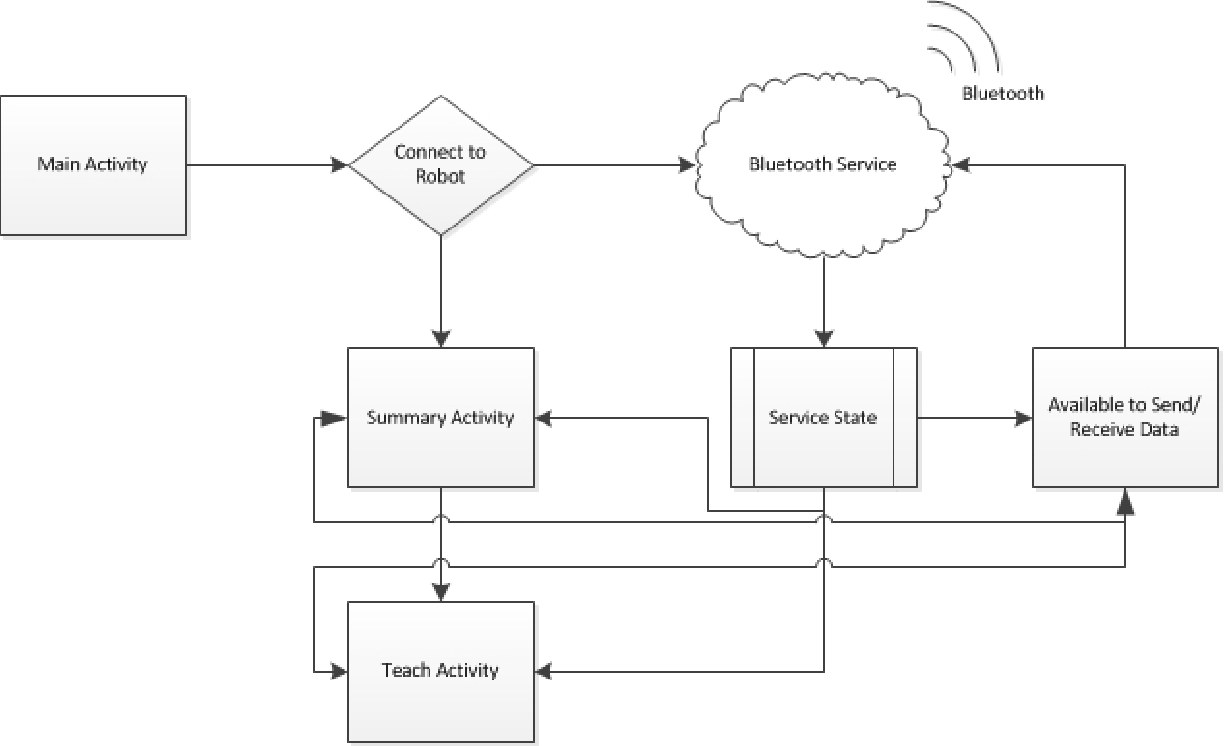 Bluetooth
Main Activity
Connect to
Robot
Bluetooth Service
Summary Activity
Service State
Available to Send/
Receive Data
Teach Activity